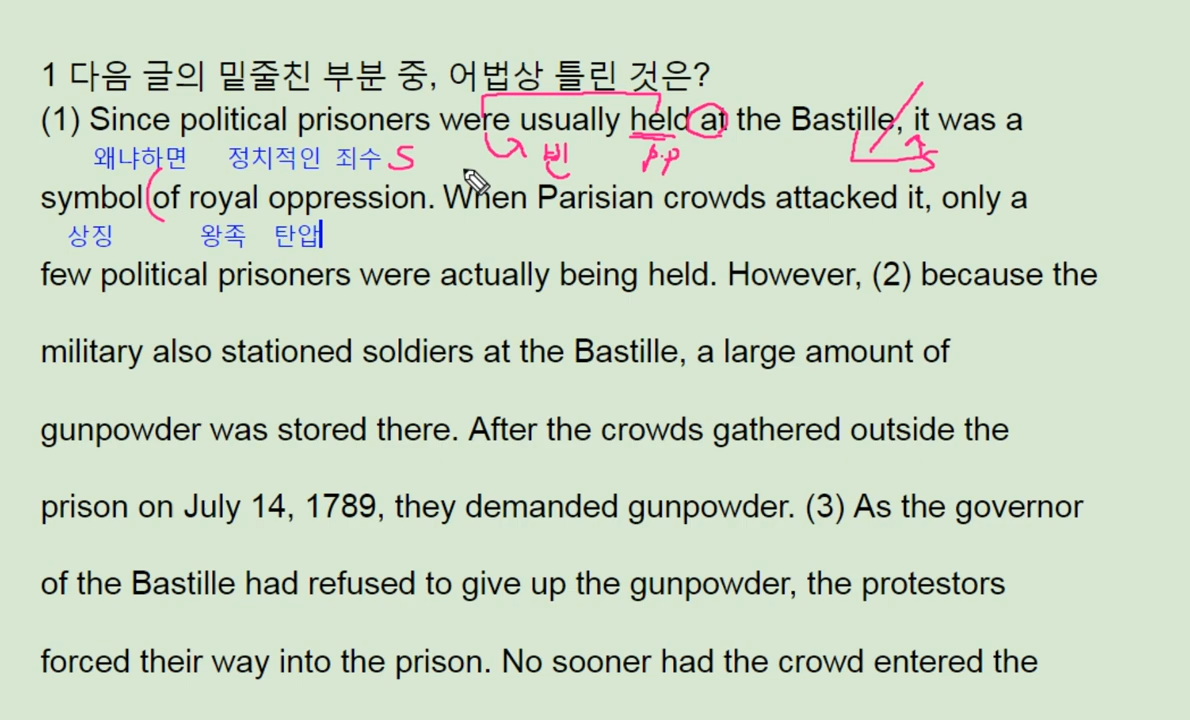 1 다음 글의 밑줄친 부분 중, 어법상 틀린 것은?
(1) Since political prisoners were usually held at the Bastille, it was a
왜냐하면 정치적인 죄수 S 빈 p.p S
symbol of royal oppression. When Parisian crowds attacked it, only a
상징 왕족 탄압
few political prisoners were actually being held. However, (2) because the
military also stationed soldiers at the Bastille, a large amount of
gunpowder was stored there. After the crowds gathered outside the
prison on July 14, 1789, they demanded gunpowder. (3) As the governor
of the Bastille had refused to give up the gunpowder, the protestors
forced their way into the prison. No sooner had the crowd entered the